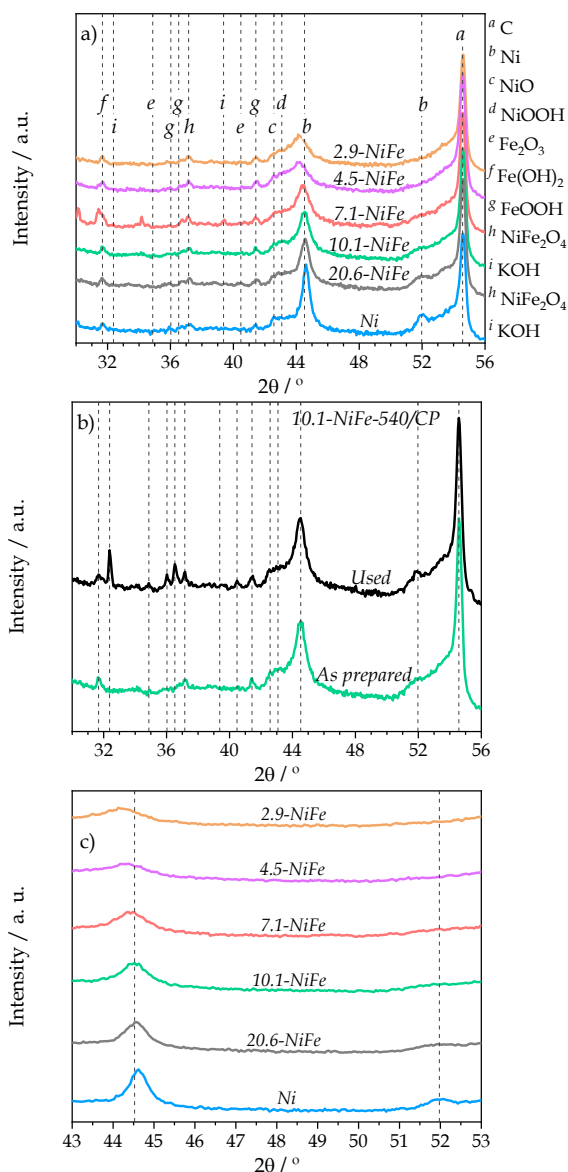 a)
f
i
e
g
g
h
i
e
g
c
d
b
b
a
2.9-NiFe
4.5-NiFe
7.1-NiFe
10.1-NiFe
20.6-NiFe
Ni
Intensity / a.u.
32 36 40 44 48 52 56
2θ / º
a C
b Ni
c NiO
d NiOOH
e Fe₂O₃
f Fe(OH)₂
g FeOOH
h NiFe₂O₄
i KOH
h NiFe₂O₄
i KOH
b)
10.1-NiFe-540/CP
Used
As prepared
Intensity / a.u.
32 36 40 44 48 52 56
2θ / º
c)
2.9-NiFe
4.5-NiFe
7.1-NiFe
10.1-NiFe
20.6-NiFe
Ni
Intensity / a. u.
43 44 45 46 47 48 49 50 51 52 53
2θ / º